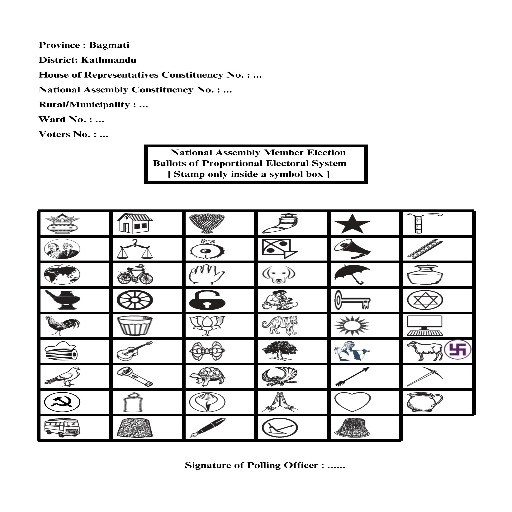 Province : Bagmati
District: Kathmandu
House of Representatives Constituency No. : ...
National Assembly Constituency No. : ...
Rural/Municipality : ...
Ward No. : ...
Voters No. : ...
National Assembly Member Election
Ballots of Proportional Electoral System
[ Stamp only inside a symbol box ]
Signature of Polling Officer : ......